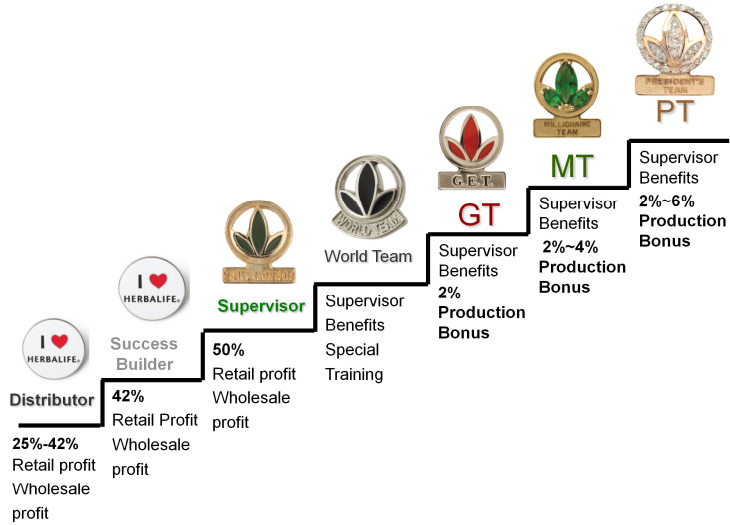 I ♥
HERBALIFE®
Distributor
25%-42%
Retail profit
Wholesale
profit
I ♥
HERBALIFE®
Success
Builder
42%
Retail Profit
Wholesale
profit
Supervisor
50%
Retail profit
Wholesale
profit
WORLD TEAM
World Team
Supervisor
Benefits
Special
Training
G.E.T.
GT
Supervisor
Benefits
2%
Production
Bonus
MILLIONAIRE
TEAM
MT
Supervisor
Benefits
2%~4%
Production
Bonus
PRESIDENT'S
TEAM
PT
Supervisor
Benefits
2%~6%
Production
Bonus